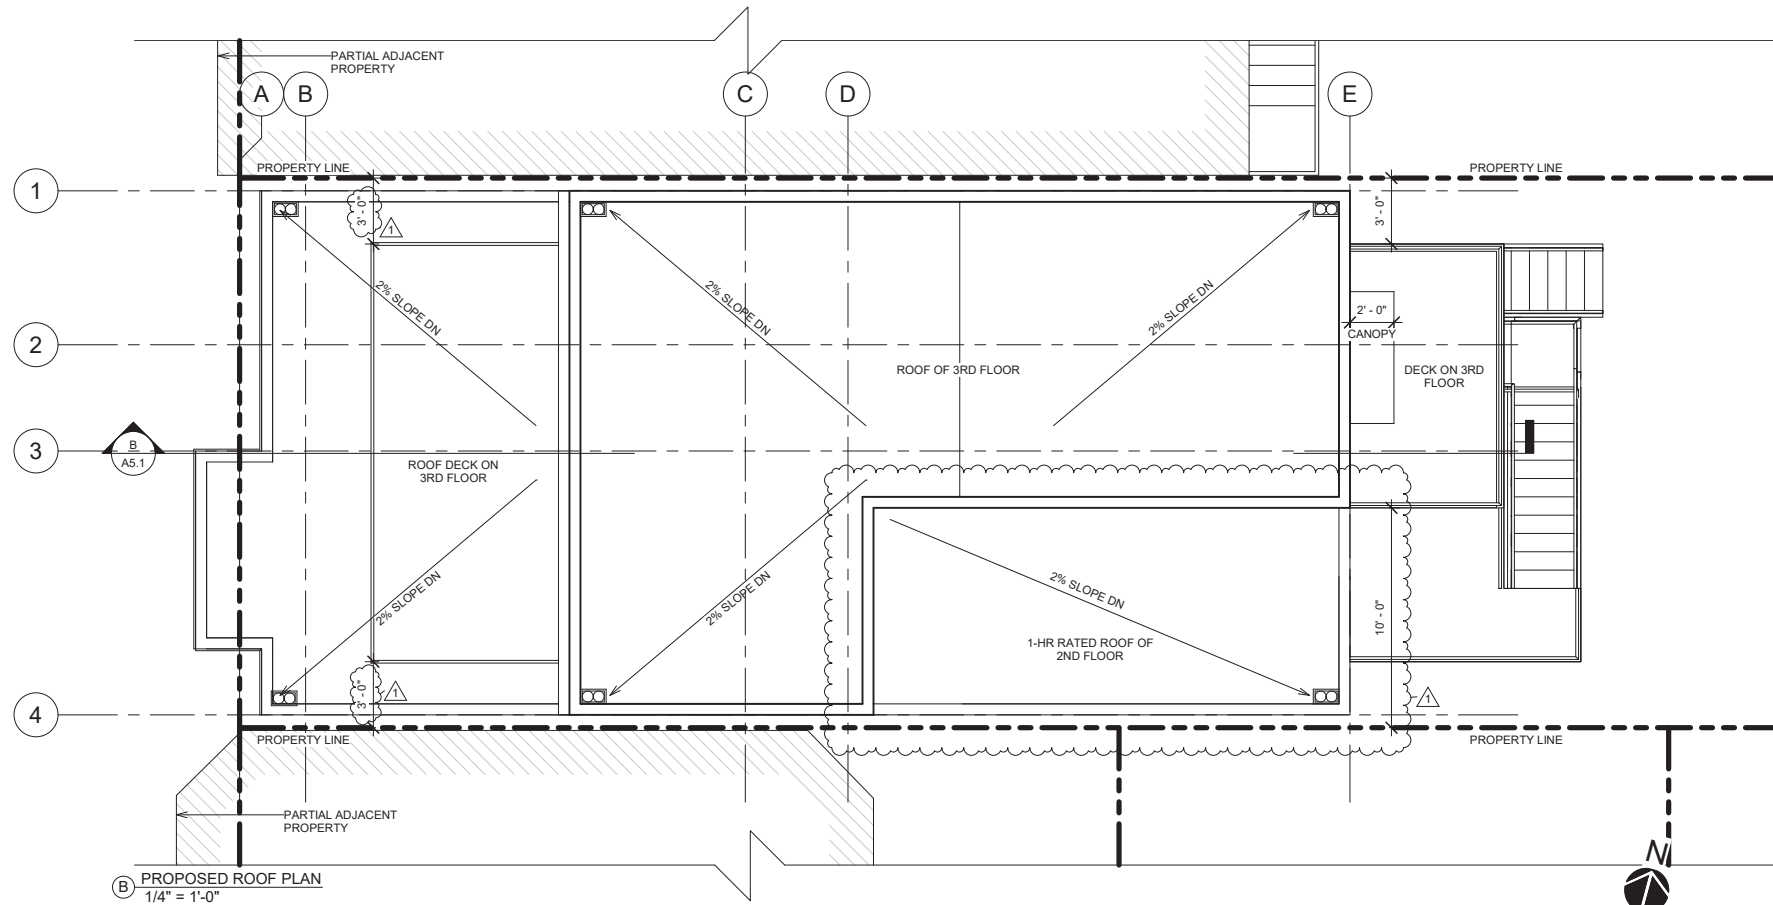 PARTIAL ADJACENT
PROPERTY
A
B
C
D
E
PROPERTY LINE
PROPERTY LINE
1
3' - 0"
1
3' - 0"
2% SLOPE DN
2% SLOPE DN
2% SLOPE DN
2' - 0"
CANOPY
2
ROOF OF 3RD FLOOR
DECK ON 3RD
FLOOR
3
B
A5.1
ROOF DECK ON
3RD FLOOR
2% SLOPE DN
2% SLOPE DN
2% SLOPE DN
10' - 0"
1-HR RATED ROOF OF
2ND FLOOR
3' - 0"
1
1
4
PROPERTY LINE
PROPERTY LINE
PARTIAL ADJACENT
PROPERTY
B
PROPOSED ROOF PLAN
1/4" = 1'-0"
N